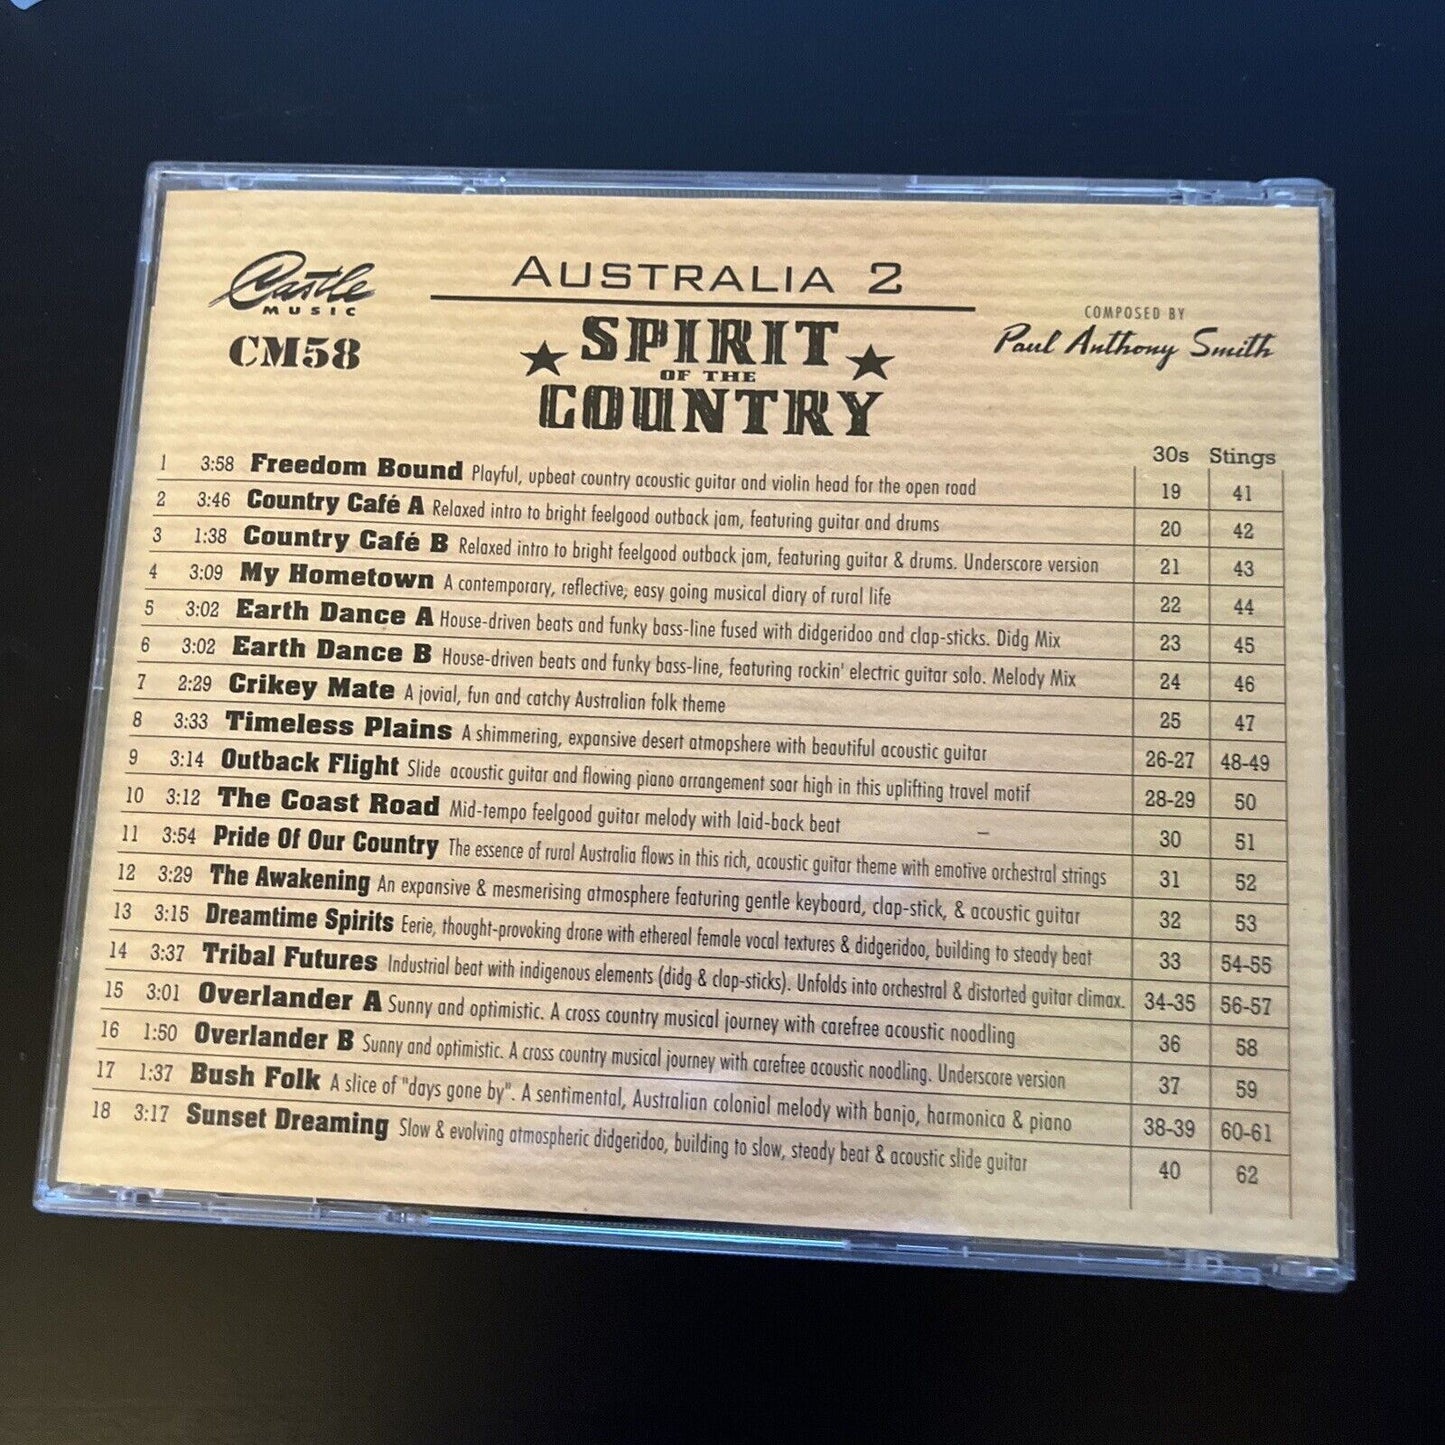 Castle
MUSIC
CM58
AUSTRALIA 2
SPIRIT
OF THE
COUNTRY
COMPOSED BY
Paul Anthony Smith
30s Stings
1 3:58 Freedom Bound Playful, upbeat country acoustic guitar and violin head for the open road 19 41
2 3:46 Country Café A Relaxed intro to bright feelgood outback jam, featuring guitar and drums 20 42
3 1:38 Country Café B Relaxed intro to bright feelgood outback jam, featuring guitar & drums. Underscore version 21 43
4 3:09 My Hometown A contemporary, reflective, easy going musical diary of rural life 22 44
5 3:02 Earth Dance A House-driven beats and funky bass-line fused with didgeridoo and clap-sticks. Didg Mix 23 45
6 3:02 Earth Dance B House-driven beats and funky bass-line, featuring rockin' electric guitar solo. Melody Mix 24 46
7 2:29 Crikey Mate A jovial, fun and catchy Australian folk theme 25 47
8 3:33 Timeless Plains A shimmering, expansive desert atmopshere with beautiful acoustic guitar 26-27 48-49
9 3:14 Outback Flight Slide acoustic guitar and flowing piano arrangement soar high in this uplifting travel motif 28-29 50
10 3:12 The Coast Road Mid-tempo feelgood guitar melody with laid-back beat 30 51
11 3:54 Pride Of Our Country The essence of rural Australia flows in this rich, acoustic guitar theme with emotive orchestral strings 31 52
12 3:29 The Awakening An expansive & mesmerising atmosphere featuring gentle keyboard, clap-stick, & acoustic guitar 32 53
13 3:15 Dreamtime Spirits Eerie, thought-provoking drone with ethereal female vocal textures & didgeridoo, building to steady beat 33 54-55
14 3:37 Tribal Futures Industrial beat with indigenous elements (didg & clap-sticks). Unfolds into orchestral & distorted guitar climax. 34-35 56-57
15 3:01 Overlander A Sunny and optimistic. A cross country musical journey with carefree acoustic noodling 36 58
16 1:50 Overlander B Sunny and optimistic. A cross country musical journey with carefree acoustic noodling. Underscore version 37 59
17 1:37 Bush Folk A slice of "days gone by". A sentimental, Australian colonial melody with banjo, harmonica & piano 38-39 60-61
18 3:17 Sunset Dreaming Slow & evolving atmospheric didgeridoo, building to slow, steady beat & acoustic slide guitar 40 62